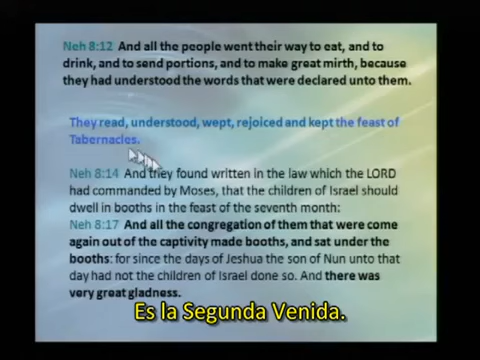 Neh 8:12 And all the people went their way to eat, and to
drink, and to send portions, and to make great mirth, because
they had understood the words that were declared unto them.
They read, understood, wept, rejoiced and kept the feast of
Tabernacles.
Neh 8:14 And they found written in the law which the LORD
had commanded by Moses, that the children of Israel should
dwell in booths in the feast of the seventh month:
Neh 8:17 And all the congregation of them that were come
again out of the captivity made booths, and sat under the
booths: for since the days of Jeshua the son of Nun unto that
day had not the children of Israel done so. And there was
very great gladness.
Es la Segunda Venida.